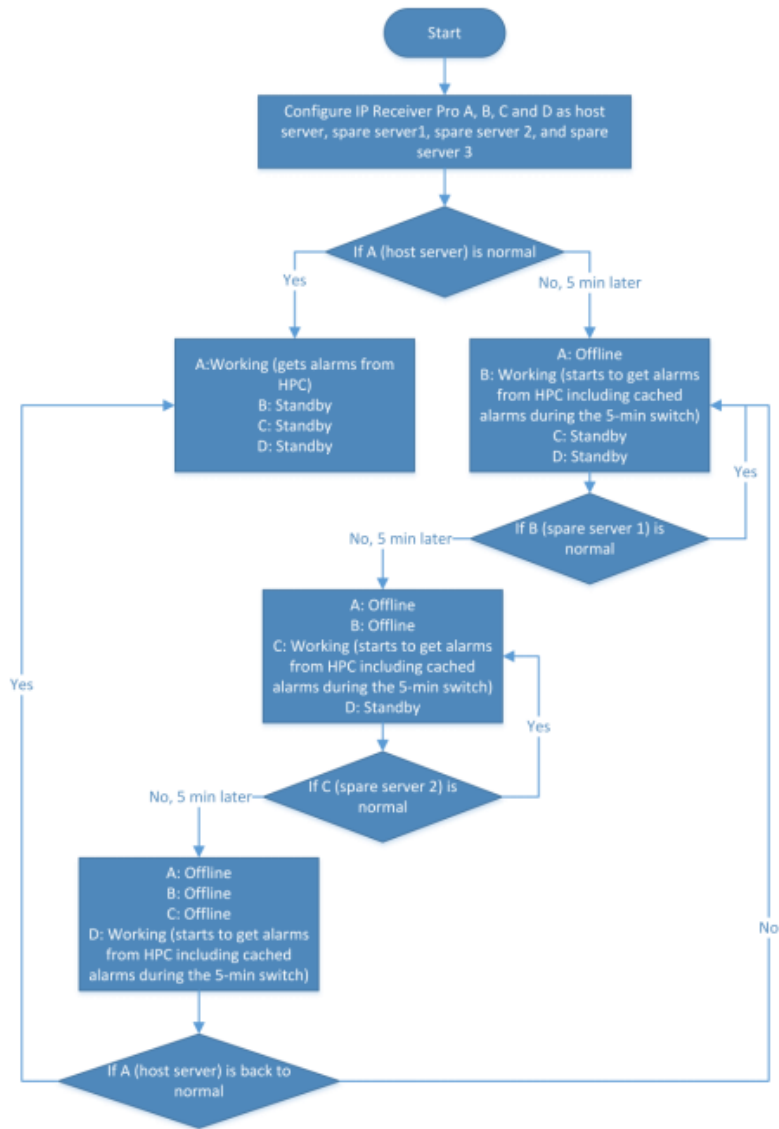 Start
Configure IP Receiver Pro A, B, C and D as host
server, spare server1, spare server 2, and spare
server 3
If A (host server) is normal
Yes
No, 5 min later
A:Working (gets alarms from
HPC)
B: Standby
C: Standby
D: Standby
A: Offline
B: Working (starts to get alarms
from HPC including cached
alarms during the 5-min switch)
C: Standby
D: Standby
Yes
If B (spare server 1) is
normal
No, 5 min later
A: Offline
B: Offline
C: Working (starts to get alarms
from HPC including cached
alarms during the 5-min switch)
D: Standby
Yes
Yes
If C (spare server 2) is
normal
No, 5 min later
A: Offline
B: Offline
C: Offline
D: Working (starts to get alarms
from HPC including cached
alarms during the 5-min switch)
No
If A (host server) is back to
normal